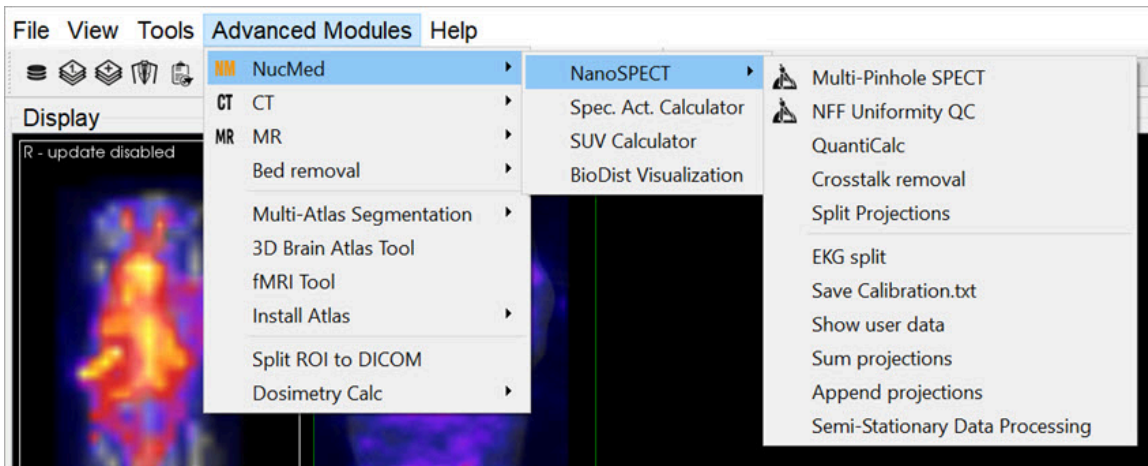 File View Tools Advanced Modules Help
Display
R - update disabled
NM NucMed
CT CT
MR MR
Bed removal
Multi-Atlas Segmentation
3D Brain Atlas Tool
fMRI Tool
Install Atlas
Split ROI to DICOM
Dosimetry Calc
NanoSPECT
Spec. Act. Calculator
SUV Calculator
BioDist Visualization
Multi-Pinhole SPECT
NFF Uniformity QC
QuantiCalc
Crosstalk removal
Split Projections
EKG split
Save Calibration.txt
Show user data
Sum projections
Append projections
Semi-Stationary Data Processing